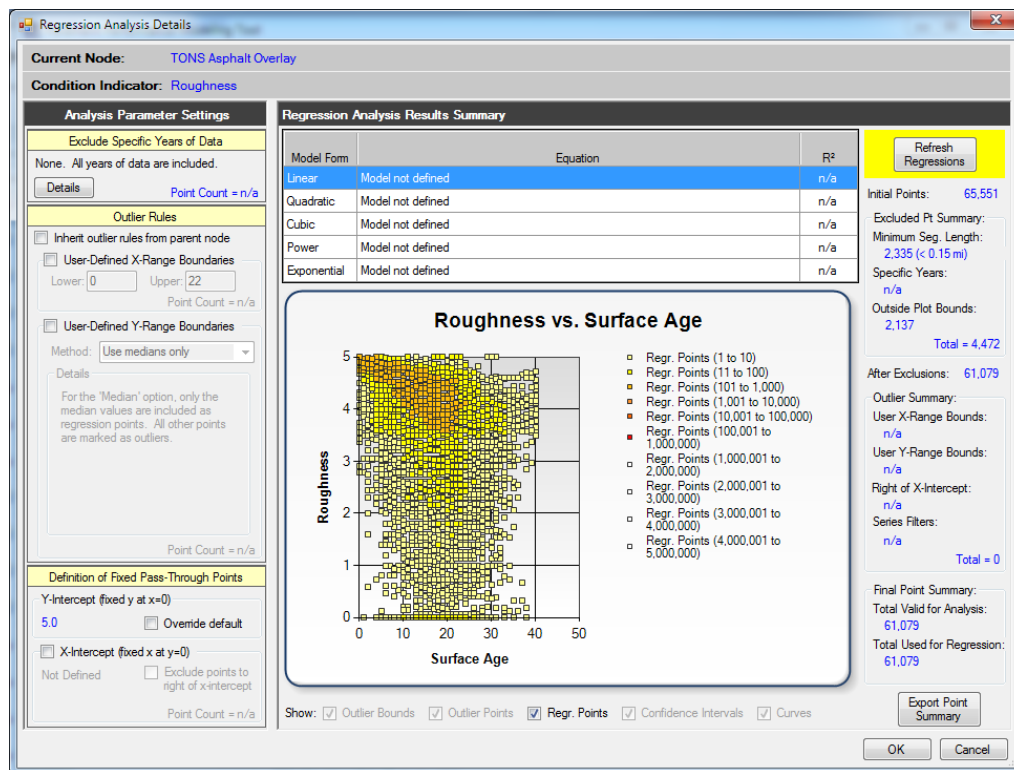 Regression Analysis Details
Current Node: TONS Asphalt Overlay
Condition Indicator: Roughness
Analysis Parameter Settings
Exclude Specific Years of Data
None. All years of data are included.
Details
Point Count = n/a
Outlier Rules
Inherit outlier rules from parent node
User-Defined X-Range Boundaries
Lower: 0 Upper: 22
Point Count = n/a
User-Defined Y-Range Boundaries
Method: Use medians only
Details
For the 'Median' option, only the
median values are included as
regression points. All other points
are marked as outliers.
Point Count = n/a
Definition of Fixed Pass-Through Points
Y-Intercept (fixed y at x=0)
5.0 Override default
X-Intercept (fixed x at y=0)
Not Defined Exclude points to
right of x-intercept
Point Count = n/a
Regression Analysis Results Summary
Model Form Equation R²
Linear Model not defined n/a
Quadratic Model not defined n/a
Cubic Model not defined n/a
Power Model not defined n/a
Exponential Model not defined n/a
Roughness vs. Surface Age
Roughness
5
4
3
2
1
0
0 10 20 30 40 50
Surface Age
Regr. Points (1 to 10)
Regr. Points (11 to 100)
Regr. Points (101 to 1,000)
Regr. Points (1,001 to 10,000)
Regr. Points (10,001 to 100,000)
Regr. Points (100,001 to
1,000,000)
Regr. Points (1,000,001 to
2,000,000)
Regr. Points (2,000,001 to
3,000,000)
Regr. Points (3,000,001 to
4,000,000)
Regr. Points (4,000,001 to
5,000,000)
Show: Outlier Bounds Outlier Points Regr. Points Confidence Intervals Curves
Refresh
Regressions
Initial Points: 65,551
Excluded Pt Summary:
Minimum Seg. Length:
2,335 (< 0.15 mi)
Specific Years:
n/a
Outside Plot Bounds:
2,137
Total = 4,472
After Exclusions: 61,079
Outlier Summary:
User X-Range Bounds:
n/a
User Y-Range Bounds:
n/a
Right of X-Intercept:
n/a
Series Filters:
n/a
Total = 0
Final Point Summary:
Total Valid for Analysis:
61,079
Total Used for Regression:
61,079
Export Point
Summary
OK Cancel